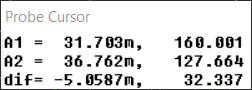 Probe Cursor
A1 = 31.703m, 160.001
A2 = 36.762m, 127.664
dif= -5.0587m, 32.337